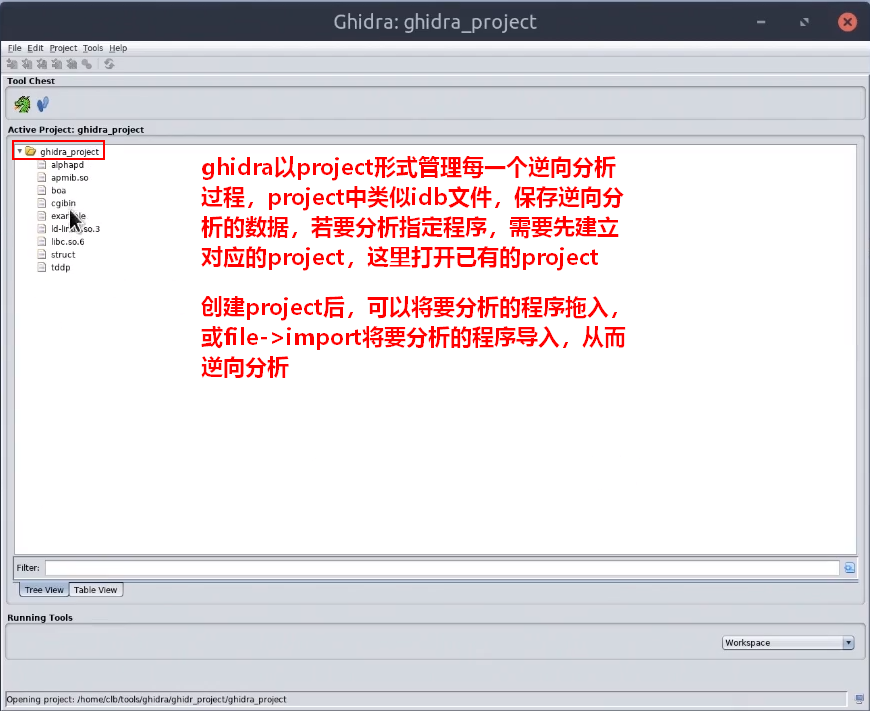 Ghidra: ghidra_project
File Edit Project Tools Help
Tool Chest
Active Project: ghidra_project
ghidra_project
alphapd
apmib.so
boa
cgibin
ghidra以project形式管理每一个逆向分析
过程，project中类似idb文件，保存逆向分
析的数据，若要分析指定程序，需要先建立
对应的project，这里打开已有的project
创建project后，可以将要分析的程序拖入，
或file->import将要分析的程序导入，从而
逆向分析
libc.so.6
struct
tddp
Filter:
Tree View Table View
Running Tools
Workspace
Opening project: /home/clb/tools/ghidra/ghidr_project/ghidra_project